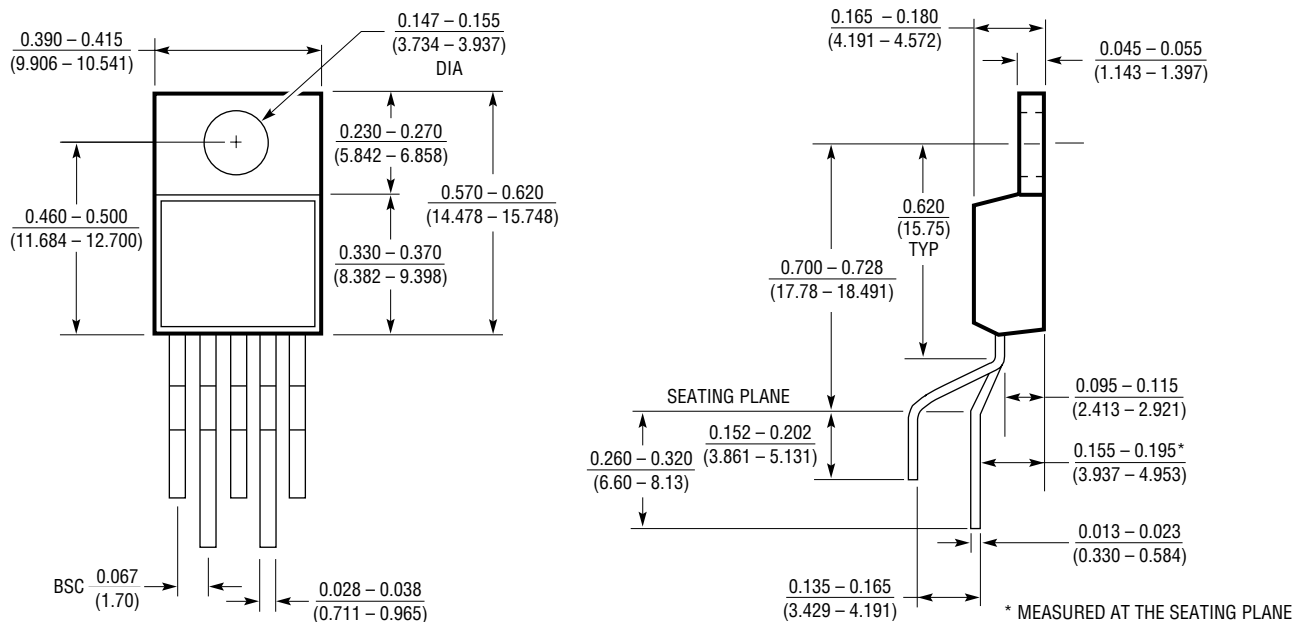 0.390 – 0.415
(9.906 – 10.541)
0.147 – 0.155
(3.734 – 3.937)
DIA
0.230 – 0.270
(5.842 – 6.858)
0.570 – 0.620
(14.478 – 15.748)
0.460 – 0.500
(11.684 – 12.700)
0.330 – 0.370
(8.382 – 9.398)
BSC 0.067
(1.70)
0.028 – 0.038
(0.711 – 0.965)
0.165 – 0.180
(4.191 – 4.572)
0.045 – 0.055
(1.143 – 1.397)
0.620
(15.75)
TYP
0.700 – 0.728
(17.78 – 18.491)
SEATING PLANE
0.152 – 0.202
(3.861 – 5.131)
0.260 – 0.320
(6.60 – 8.13)
0.095 – 0.115
(2.413 – 2.921)
0.155 – 0.195*
(3.937 – 4.953)
0.013 – 0.023
(0.330 – 0.584)
0.135 – 0.165
(3.429 – 4.191)
* MEASURED AT THE SEATING PLANE